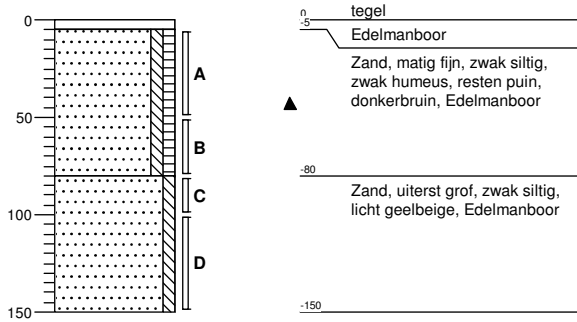 0
50
100
150
A
B
C
D
0
tegel
-5
Edelmanboor
Zand, matig fijn, zwak siltig,
zwak humeus, resten puin,
donkerbruin, Edelmanboor
-80
Zand, uiterst grof, zwak siltig,
licht geelbeige, Edelmanboor
-150